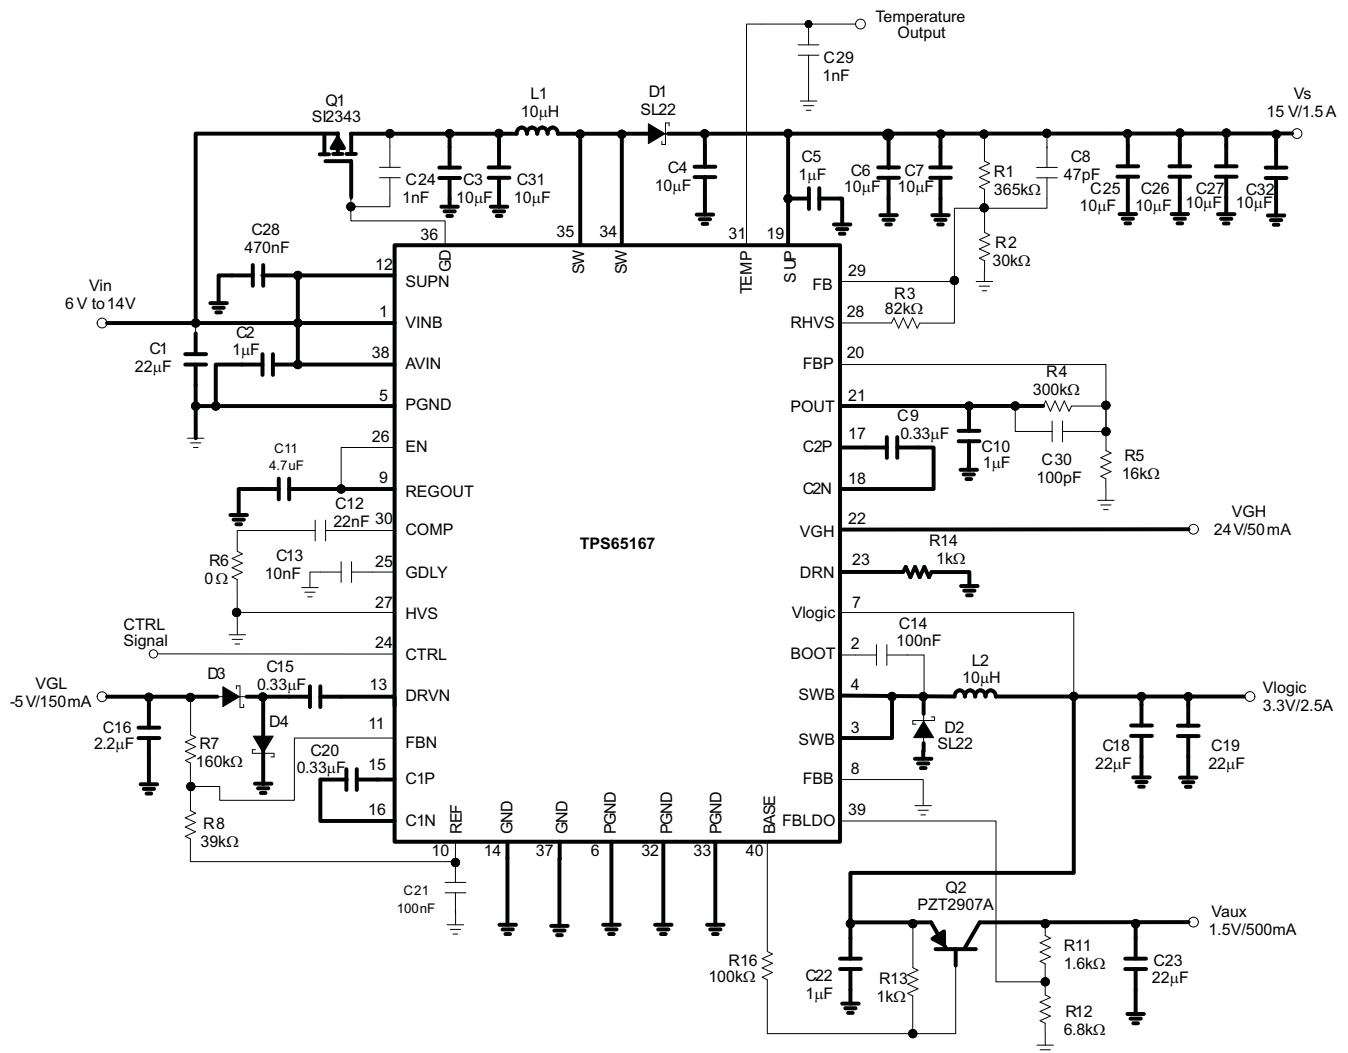 Temperature
Output
C29
1nF
Q1
SI2343
L1
10µH
D1
SL22
Vs
15 V/1.5 A
C24
1nF
C3
10µF
C31
10µF
C4
10µF
C5
1µF
C6
10µF
C7
10µF
R1
365kΩ
C8
47pF
C25
10µF
C26
10µF
C27
10µF
C32
10µF
R2
30kΩ
C28
470nF
36
GD
35
SW
34
SW
31
TEMP
19
SUP
12
SUPN
Vin
6 V to 14V
1
VINB
C1
22µF
C2
1µF
38
AVIN
5
PGND
26
EN
C11
4.7uF
9
REGOUT
C12
22nF
30
COMP
R6
0 Ω
C13
10nF
25
GDLY
27
HVS
CTRL
Signal
24
CTRL
VGL
-5 V/150mA
D3
C15
0.33µF
13
DRVN
C16
2.2µF
R7
160kΩ
D4
11
FBN
C20
0.33µF
15
C1P
16
C1N
R8
39kΩ
TPS65167
29
FB
R3
82kΩ
28
RHVS
20
FBP
R4
300kΩ
21
POUT
C9
0.33µF
17
C2P
C10
1µF
C30
100pF
R5
16kΩ
18
C2N
22
VGH
VGH
24V/50mA
23
DRN
R14
1kΩ
7
Vlogic
C14
100nF
2
BOOT
L2
10µH
4
SWB
Vlogic
3.3V/2.5A
3
SWB
D2
SL22
C18
22µF
C19
22µF
8
FBB
39
FBLDO
REF
10
GND
14
GND
37
PGND
6
PGND
32
PGND
33
BASE
40
C21
100nF
Q2
PZT2907A
Vaux
1.5V/500mA
R16
100kΩ
C22
1µF
R13
1kΩ
R11
1.6kΩ
C23
22µF
R12
6.8kΩ